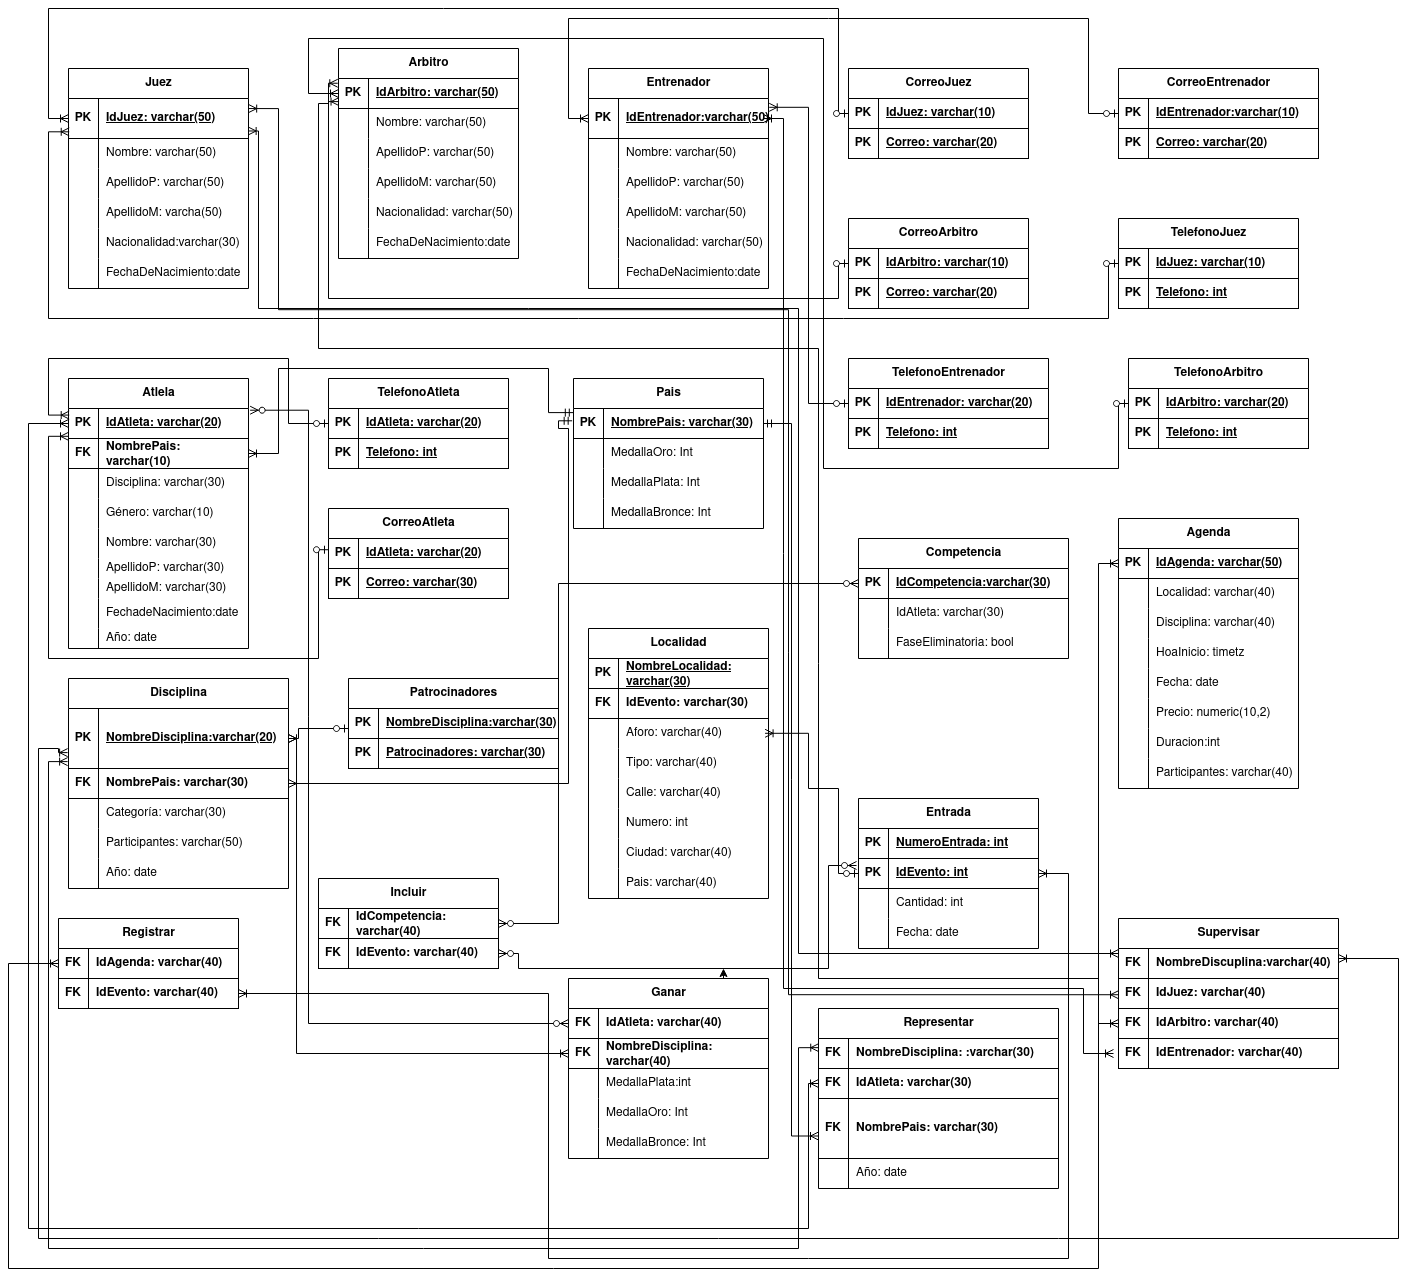 Juez
PK IdJuez: varchar(50)
Nombre: varchar(50)
ApellidoP: varchar(50)
ApellidoM: varcha(50)
Nacionalidad:varchar(30)
FechaDeNacimiento:date
Arbitro
PK IdArbitro: varchar(50)
Nombre: varchar(50)
ApellidoP: varchar(50)
ApellidoM: varchar(50)
Nacionalidad: varchar(50)
FechaDeNacimiento:date
Entrenador
PK IdEntrenador:varchar(50)
Nombre: varchar(50)
ApellidoP: varchar(50)
ApellidoM: varchar(50)
Nacionalidad: varchar(50)
FechaDeNacimiento:date
CorreoJuez
PK IdJuez: varchar(10)
PK Correo: varchar(20)
CorreoEntrenador
PK IdEntrenador:varchar(10)
PK Correo: varchar(20)
CorreoArbitro
PK IdArbitro: varchar(10)
PK Correo: varchar(20)
TelefonoJuez
PK IdJuez: varchar(10)
PK Telefono: int
Atlela
PK IdAtleta: varchar(20)
FK NombrePais:
varchar(10)
Disciplina: varchar(30)
Género: varchar(10)
Nombre: varchar(30)
ApellidoP: varchar(30)
ApellidoM: varchar(30)
FechadeNacimiento:date
Año: date
TelefonoAtleta
PK IdAtleta: varchar(20)
PK Telefono: int
Pais
PK NombrePais: varchar(30)
MedallaOro: Int
MedallaPlata: Int
MedallaBronce: Int
TelefonoEntrenador
PK IdEntrenador: varchar(20)
PK Telefono: int
TelefonoArbitro
PK IdArbitro: varchar(20)
PK Telefono: int
CorreoAtleta
PK IdAtleta: varchar(20)
PK Correo: varchar(30)
Competencia
PK IdCompetencia:varchar(30)
IdAtleta: varchar(30)
FaseEliminatoria: bool
Agenda
PK IdAgenda: varchar(50)
Localidad: varchar(40)
Disciplina: varchar(40)
HoaInicio: timetz
Fecha: date
Precio: numeric(10,2)
Duracion:int
Participantes: varchar(40)
Localidad
PK NombreLocalidad:
varchar(30)
FK IdEvento: varchar(30)
Aforo: varchar(40)
Tipo: varchar(40)
Calle: varchar(40)
Numero: int
Ciudad: varchar(40)
Pais: varchar(40)
Disciplina
PK NombreDisciplina:varchar(20)
FK NombrePais: varchar(30)
Categoría: varchar(30)
Participantes: varchar(50)
Año: date
Patrocinadores
PK NombreDisciplina:varchar(30)
PK Patrocinadores: varchar(30)
Entrada
PK NumeroEntrada: int
PK IdEvento: int
Cantidad: int
Fecha: date
Incluir
FK IdCompetencia:
varchar(40)
FK IdEvento: varchar(40)
Registrar
FK IdAgenda: varchar(40)
FK IdEvento: varchar(40)
Supervisar
FK NombreDiscuplina:varchar(40)
FK IdJuez: varchar(40)
FK IdArbitro: varchar(40)
FK IdEntrenador: varchar(40)
Ganar
FK IdAtleta: varchar(40)
FK NombreDisciplina:
varchar(40)
MedallaPlata:int
MedallaOro: Int
MedallaBronce: Int
Representar
FK NombreDisciplina: :varchar(30)
FK IdAtleta: varchar(30)
FK NombrePais: varchar(30)
Año: date